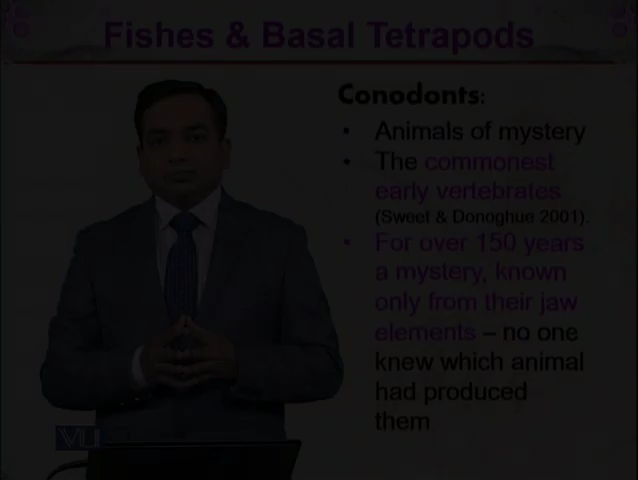 Fishes & Basal Tetrapods
Conodonts:
• Animals of mystery
• The commonest
early vertebrates
(Sweet & Donoghue 2001)
• For over 150 years
a mystery, known
only from their jaw
elements – no one
knew which animal
had produced
them
VU